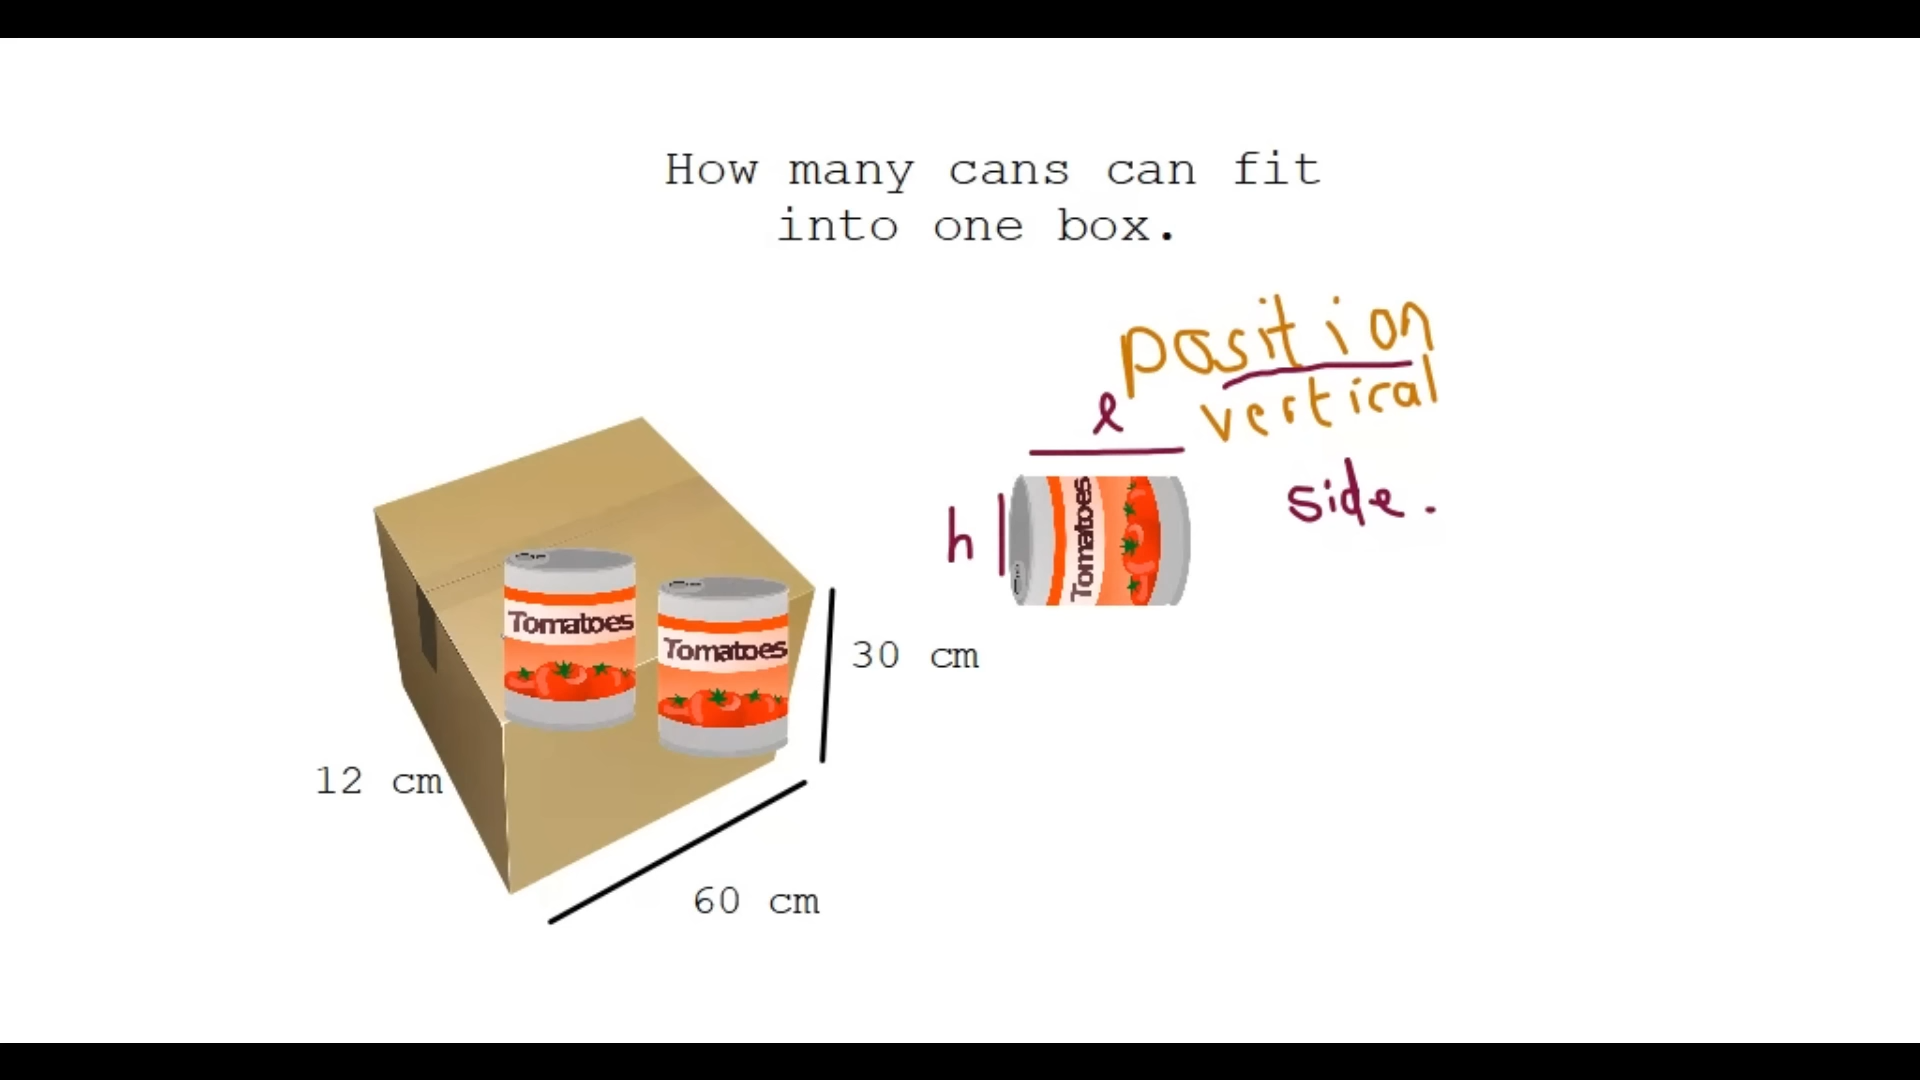 How many cans can fit
into one box.
position
vertical
l
side.
h
Tomatoes
Tomatoes
Tomatoes
30 cm
12 cm
60 cm